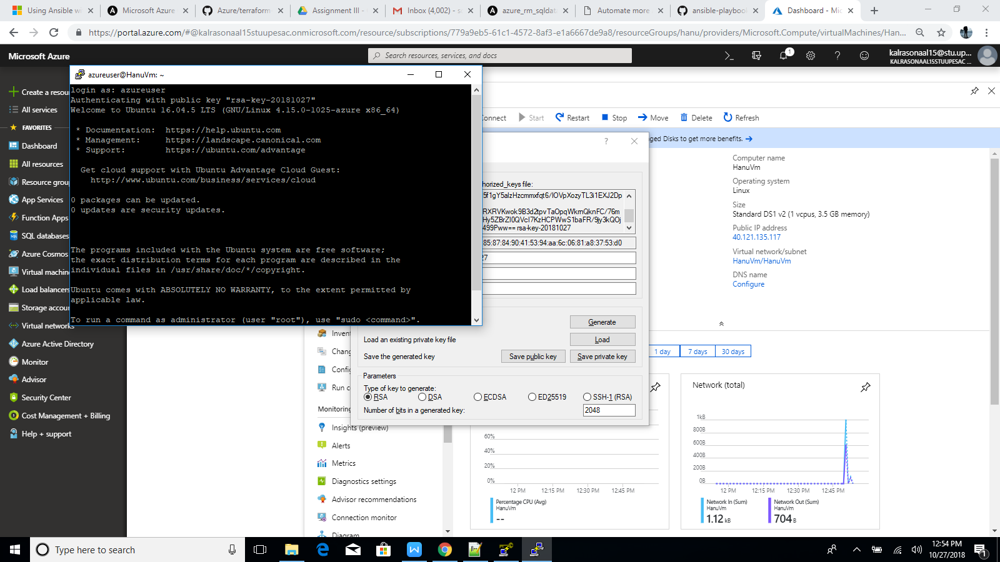 Using Ansible w
Microsoft Azure
Azure/terraform
Assignment III -
Inbox (4,002) - s
azure_rm_sqldat
Automate more
ansible-playboo
Dashboard - Mic
https://portal.azure.com/#@kalrasonaal15stuupesac.onmicrosoft.com/resource/subscriptions/779a9eb5-61c1-4572-8af3-e1a6667de9a8/resourceGroups/hanu/providers/Microsoft.Compute/virtualMachines/Han...
Microsoft Azure
Search resources, services, and docs
1
kalrasonaal15@stu.up...
KALRASONAAL15STUUPESAC ...
Create a resou
All services
FAVORITES
Dashboard
All resources
Resource grou
App Services
Function Apps
SQL databases
Azure Cosmos
Virtual machin
Load balancers
Storage accou
Virtual networks
Azure Active Directory
Monitor
Advisor
Security Center
Cost Management + Billing
Help + support
azureuser@HanuVm: ~
login as: azureuser
Authenticating with public key "rsa-key-20181027"
Welcome to Ubuntu 16.04.5 LTS (GNU/Linux 4.15.0-1025-azure x86_64)
* Documentation: https://help.ubuntu.com
* Management: https://landscape.canonical.com
* Support: https://ubuntu.com/advantage
Get cloud support with Ubuntu Advantage Cloud Guest:
http://www.ubuntu.com/business/services/cloud
0 packages can be updated.
0 updates are security updates.
The programs included with the Ubuntu system are free software;
the exact distribution terms for each program are described in the
individual files in /usr/share/doc/*/copyright.
Ubuntu comes with ABSOLUTELY NO WARRANTY, to the extent permitted by
applicable law.
To run a command as administrator (user "root"), use "sudo <command>".
onnect
Start
Restart
Stop
Move
Delete
Refresh
ged Disks to get more benefits.
Computer name
HanuVm
Operating system
Linux
Size
Standard DS1 v2 (1 vcpus, 3.5 GB memory)
Public IP address
40.121.135.117
Virtual network/subnet
HanuVm/HanuVm
DNS name
Configure
?
horized_keys file:
5f1gY5alzHzcmmxfqt6/IOVpXozyTL3i1EXJ2Dp
RXRVKwok9B3d2tpvTaOpqWkmQknFC/76m
Hy5ZBrZI0QVcI7KzHCPWwS1baFR/9jy3kQOj
499Pww== rsa-key-20181027
85:87:84:90:41:53:94:aa:6c:06:81:a8:37:53:d0
27
Generate
Load an existing private key file
Load
Save the generated key
Save public key
Save private key
Parameters
Type of key to generate:
RSA
DSA
ECDSA
ED25519
SSH-1 (RSA)
Number of bits in a generated key:
2048
Inven
Chang
Config
Run co
Monitoring
Insights (preview)
Alerts
Metrics
Diagnostics settings
Advisor recommendations
Connection monitor
Diagram
1 day
7 days
30 days
60%
40%
20%
0%
12 PM
12:15 PM
12:30 PM
12:45 PM
Percentage CPU (Avg)
HanuVm
--
Network (total)
1kB
800B
600B
400B
200B
0B
12 PM
12:15 PM
12:30 PM
12:45 PM
Network In (Sum)
HanuVm
1.12 kB
Network Out (Sum)
HanuVm
704 B
Type here to search
12:54 PM
10/27/2018
1